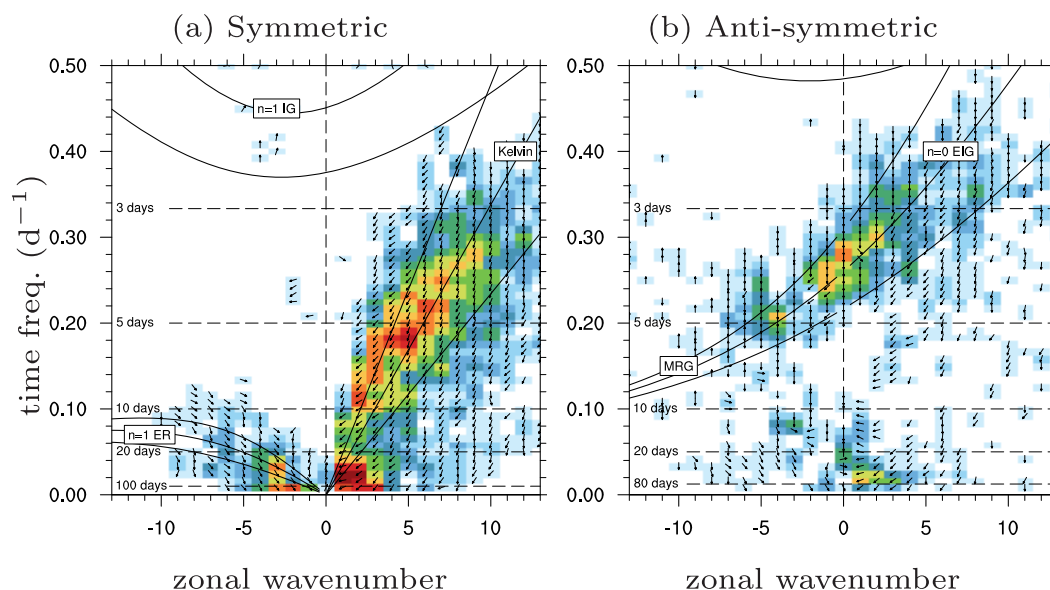 (a) Symmetric
(b) Anti-symmetric
time freq. (d⁻¹)
0.50
0.40
0.30
0.20
0.10
0.00
n=1 IG
Kelvin
3 days
5 days
10 days
n=1 ER
20 days
100 days
-10
-5
0
5
10
zonal wavenumber
0.50
0.40
0.30
0.20
0.10
0.00
n=0 EIG
3 days
5 days
MRG
10 days
20 days
80 days
-10
-5
0
5
10
zonal wavenumber